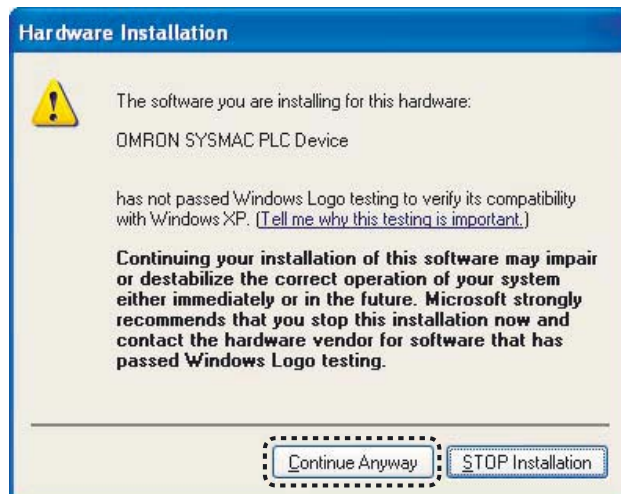 Hardware Installation
The software you are installing for this hardware:
OMRON SYSMAC PLC Device
has not passed Windows Logo testing to verify its compatibility
with Windows XP. (Tell me why this testing is important.)
Continuing your installation of this software may impair
or destabilize the correct operation of your system
either immediately or in the future. Microsoft strongly
recommends that you stop this installation now and
contact the hardware vendor for software that has
passed Windows Logo testing.
Continue Anyway
STOP Installation